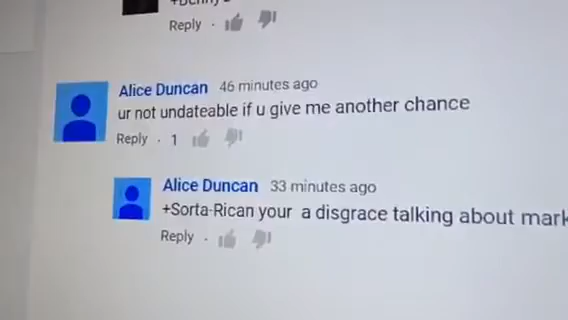 Reply
Alice Duncan 46 minutes ago
ur not undateable if u give me another chance
Reply · 1
Alice Duncan 33 minutes ago
+Sorta-Rican your a disgrace talking about mark
Reply ·